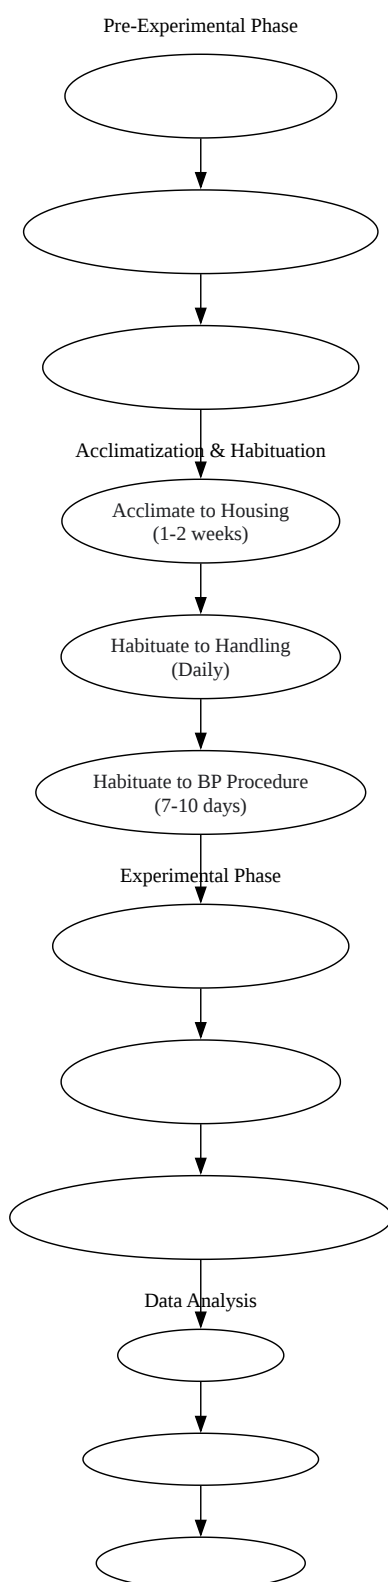 Pre-Experimental Phase
Acclimatization & Habituation
Acclimate to Housing
(1-2 weeks)
Habituate to Handling
(Daily)
Habituate to BP Procedure
(7-10 days)
Experimental Phase
Data Analysis